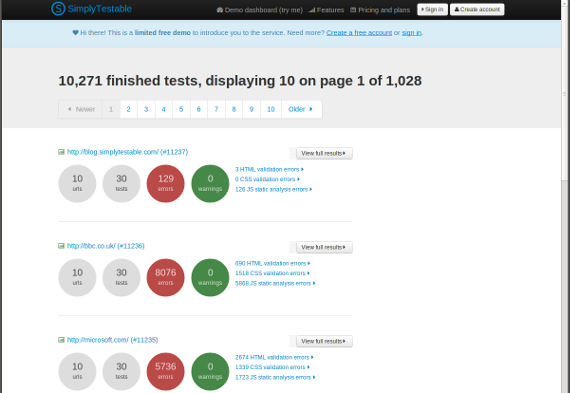 SimplyTestable
Demo dashboard (try me) Features Pricing and plans Sign in Create account
Hi there! This is a limited free demo to introduce you to the service. Need more? Create a free account or sign in.
10,271 finished tests, displaying 10 on page 1 of 1,028
Newer 1 2 3 4 5 6 7 8 9 10 Older
http://blog.simplytestable.com/ (#11237) View full results
10 urls 30 tests 129 errors 0 warnings
3 HTML validation errors
0 CSS validation errors
126 JS static analysis errors
http://bbc.co.uk/ (#11236) View full results
10 urls 30 tests 8076 errors 0 warnings
690 HTML validation errors
1518 CSS validation errors
5868 JS static analysis errors
http://microsoft.com/ (#11235) View full results
10 urls 30 tests 5736 errors 0 warnings
2674 HTML validation errors
1339 CSS validation errors
1723 JS static analysis errors